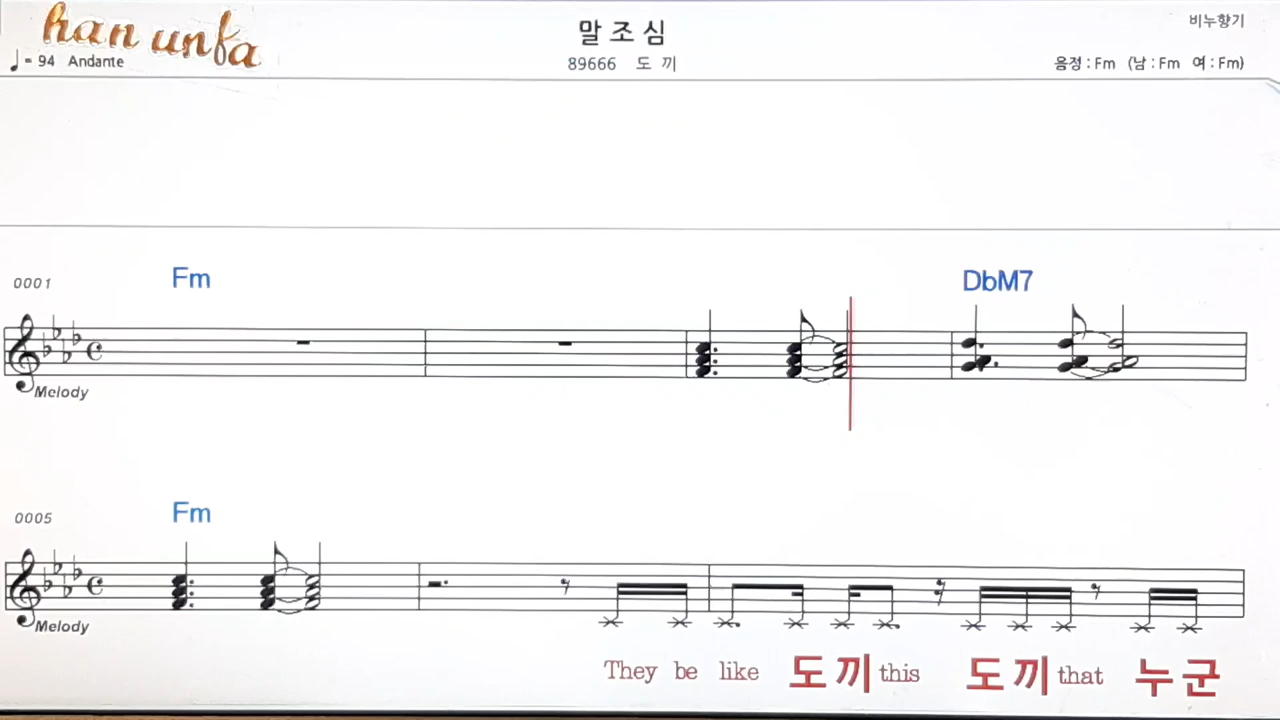 han unfa
말조심
비누향기
♩= 94 Andante
89666 도 끼
음정 : Fm (남 : Fm 여 : Fm)
0001
Fm
DbM7
Melody
0005
Fm
Melody
They be like 도끼 this 도끼 that 누군